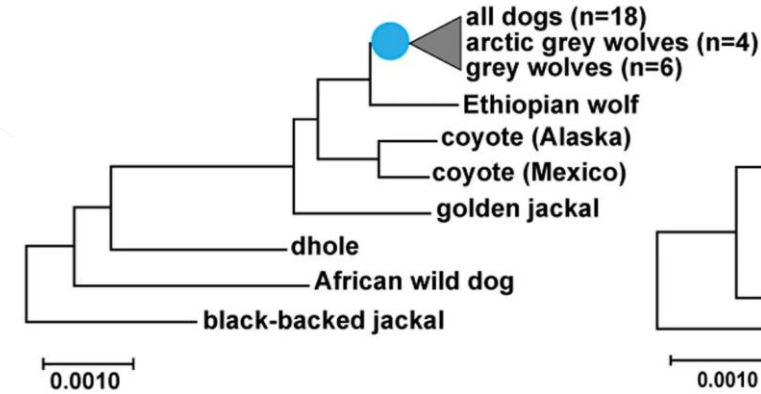 all dogs (n=18)
arctic grey wolves (n=4)
grey wolves (n=6)
Ethiopian wolf
coyote (Alaska)
coyote (Mexico)
golden jackal
dhole
African wild dog
black-backed jackal
0.0010
0.0010